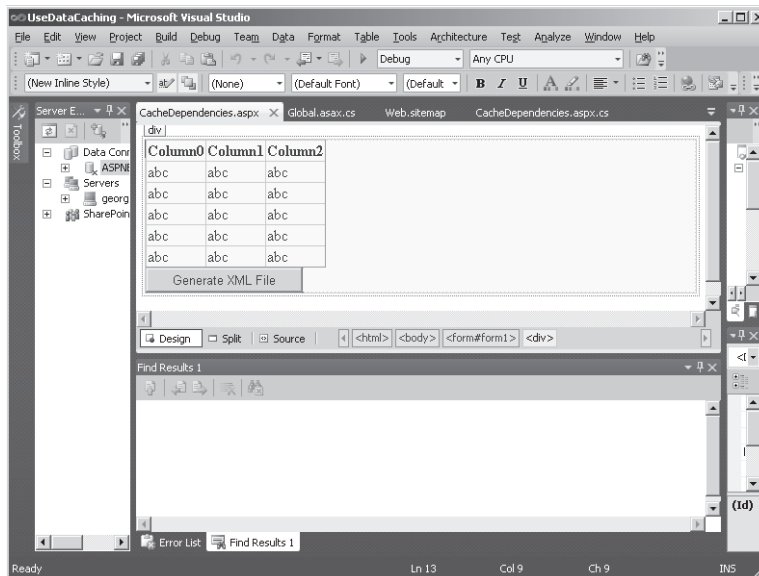 UseDataCaching - Microsoft Visual Studio
File Edit View Project Build Debug Team Data Format Table Tools Architecture Test Analyze Window Help
Debug Any CPU
(New Inline Style) (None) (Default Font) (Default B I U A
Toolbox
Server E...
Data Conn
ASPNE
Servers
georg
SharePoin
CacheDependencies.aspx Global.asax.cs Web.sitemap CacheDependencies.aspx.cs
div
Column0 Column1 Column2
abc abc abc
abc abc abc
abc abc abc
abc abc abc
abc abc abc
Generate XML File
Design Split Source <html> <body> <form#form1> <div>
Find Results 1
(Id)
Error List Find Results 1
Ready Ln 13 Col 9 Ch 9 INS